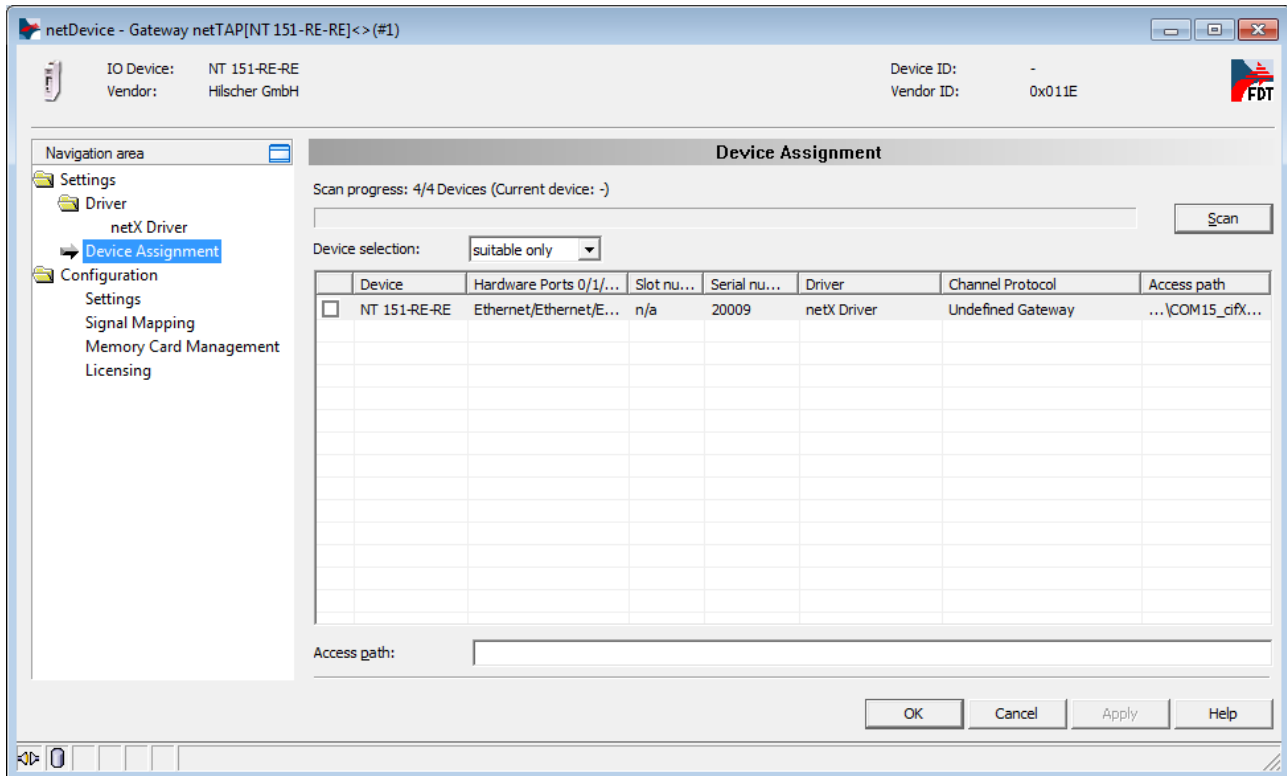 netDevice - Gateway netTAP[NT 151-RE-RE]<>(#1)
IO Device: NT 151-RE-RE Device ID: -
Vendor: Hilscher GmbH Vendor ID: 0x011E
FDT
Navigation area
Settings
Driver
netX Driver
Device Assignment
Configuration
Settings
Signal Mapping
Memory Card Management
Licensing
Device Assignment
Scan progress: 4/4 Devices (Current device: -)
Scan
Device selection: suitable only
Device Hardware Ports 0/1/... Slot nu... Serial nu... Driver Channel Protocol Access path
NT 151-RE-RE Ethernet/Ethernet/E... n/a 20009 netX Driver Undefined Gateway ...\COM15_cifX...
Access path:
OK Cancel Apply Help